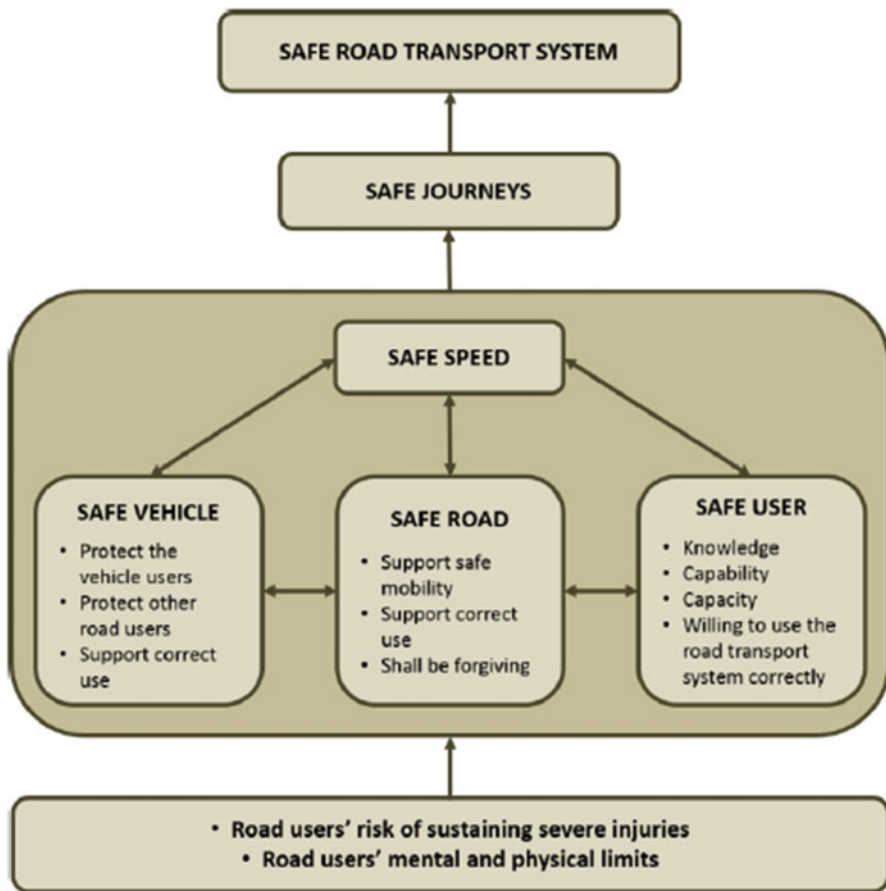 SAFE ROAD TRANSPORT SYSTEM
SAFE JOURNEYS
SAFE SPEED
SAFE VEHICLE
• Protect the
vehicle users
• Protect other
road users
• Support correct
use
SAFE ROAD
• Support safe
mobility
• Support correct
use
• Shall be forgiving
SAFE USER
• Knowledge
• Capability
• Capacity
• Willing to use the
road transport
system correctly
• Road users' risk of sustaining severe injuries
• Road users' mental and physical limits